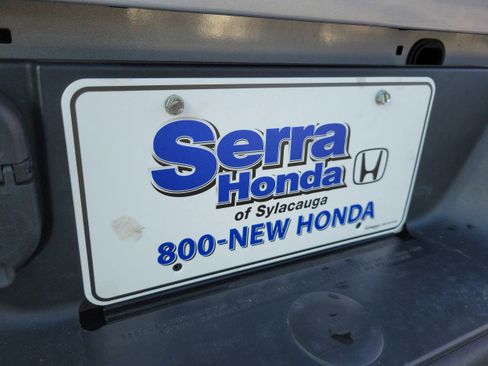 Serra
Honda
of Sylacauga
800-NEW HONDA